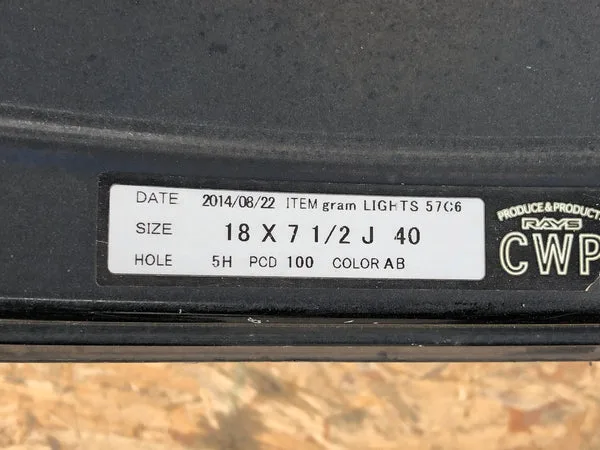 DATE 2014/08/22 ITEM gram LIGHTS 57C6
SIZE 18 X 7 1/2 J 40
HOLE 5H PCD 100 COLOR AB
PRODUCE & PRODUCT
RAYS
CWP